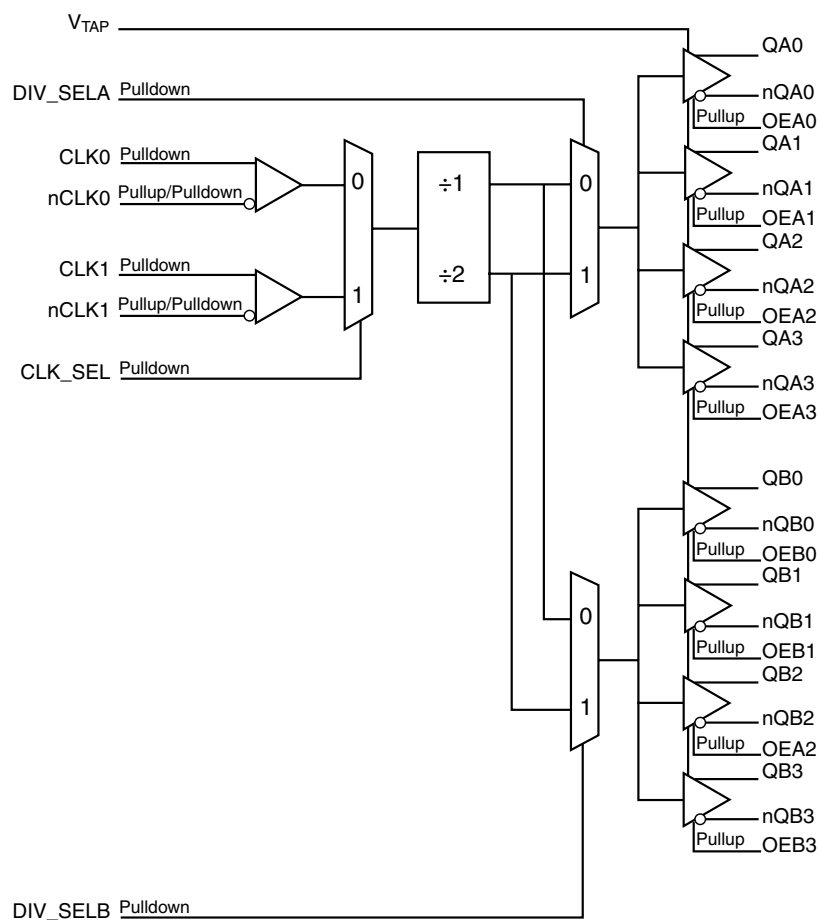 VTAP
DIV_SELA Pulldown
CLK0 Pulldown
nCLK0 Pullup/Pulldown
CLK1 Pulldown
nCLK1 Pullup/Pulldown
CLK_SEL Pulldown
0
1
÷1
÷2
0
1
QA0
nQA0
Pullup OEA0
QA1
nQA1
Pullup OEA1
QA2
nQA2
Pullup OEA2
QA3
nQA3
Pullup OEA3
0
1
QB0
nQB0
Pullup OEB0
QB1
nQB1
Pullup OEB1
QB2
nQB2
Pullup OEA2
QB3
nQB3
Pullup OEB3
DIV_SELB Pulldown